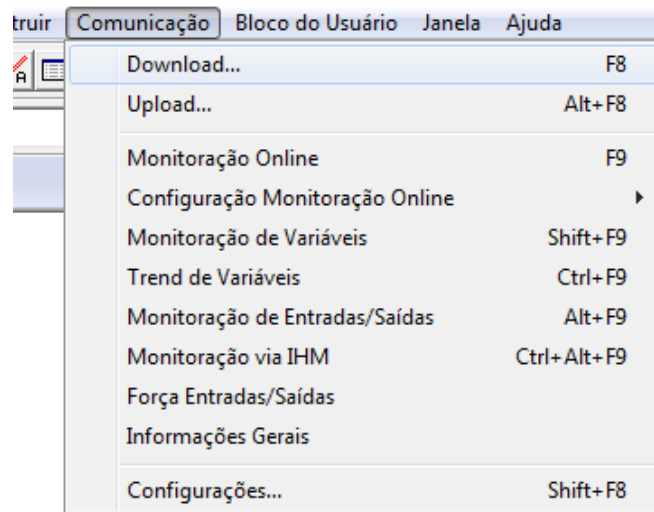 truir Comunicação Bloco do Usuário Janela Ajuda
A
Download... F8
Upload... Alt+F8
Monitoração Online F9
Configuração Monitoração Online
Monitoração de Variáveis Shift+F9
Trend de Variáveis Ctrl+F9
Monitoração de Entradas/Saídas Alt+F9
Monitoração via IHM Ctrl+Alt+F9
Força Entradas/Saídas
Informações Gerais
Configurações... Shift+F8